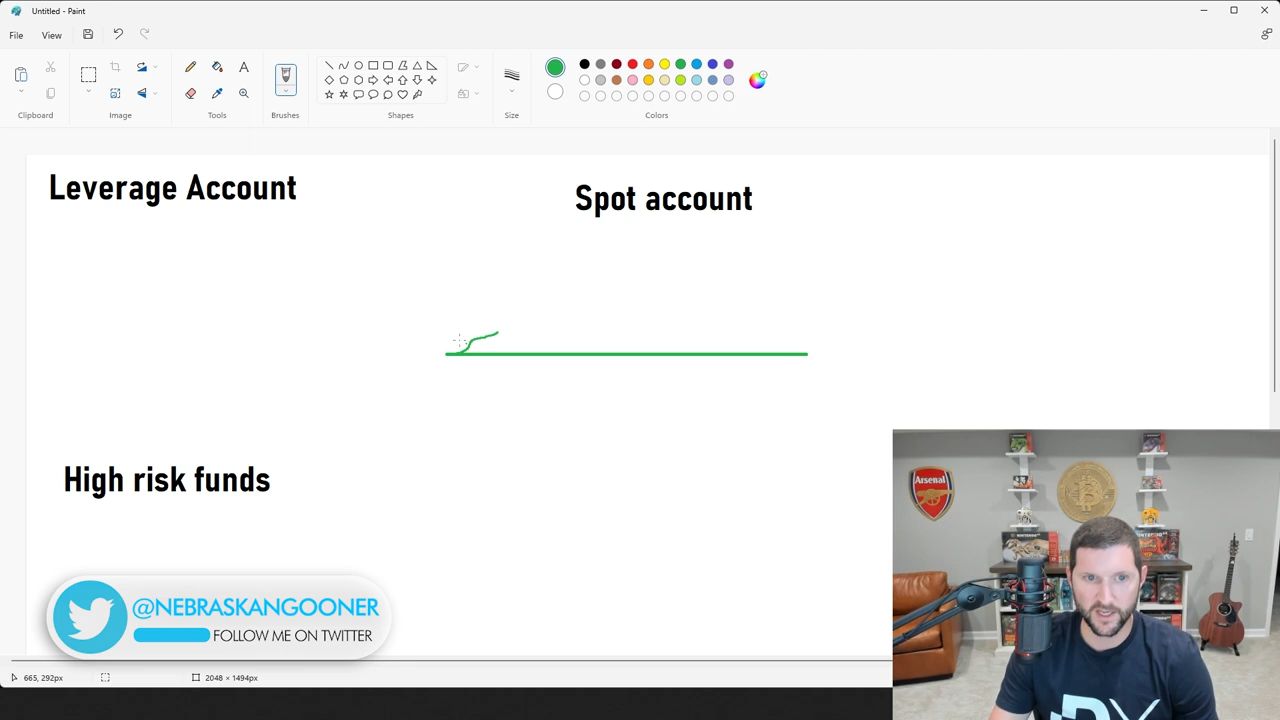 Untitled - Paint
File
View
Clipboard
Image
Tools
Brushes
Shapes
Size
Colors
Leverage Account
Spot account
High risk funds
@NEBRASKANGOONER
FOLLOW ME ON TWITTER
Arsenal
665, 292px
2048 × 1494px